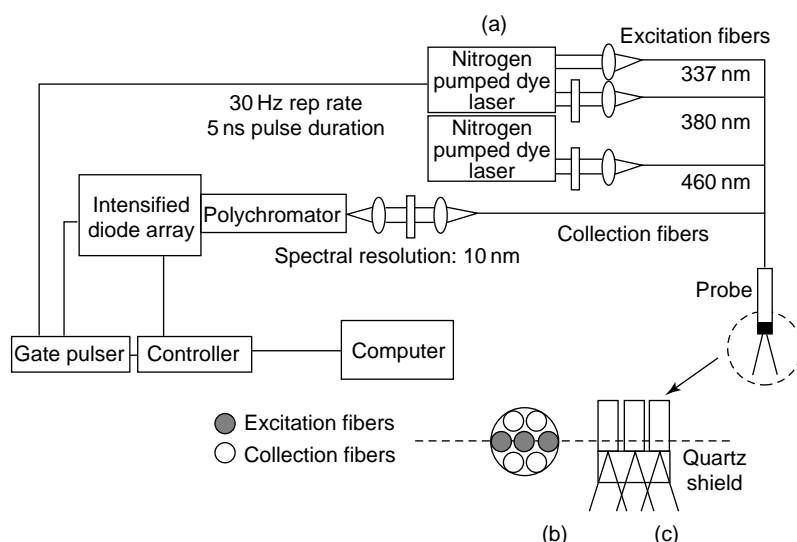 (a)
Excitation fibers
Nitrogen
pumped dye
laser
337 nm
30 Hz rep rate
5 ns pulse duration
380 nm
Nitrogen
pumped dye
laser
460 nm
Intensified
diode array
Polychromator
Collection fibers
Spectral resolution: 10 nm
Probe
Gate pulser
Controller
Computer
Excitation fibers
Collection fibers
Quartz
shield
(b)
(c)